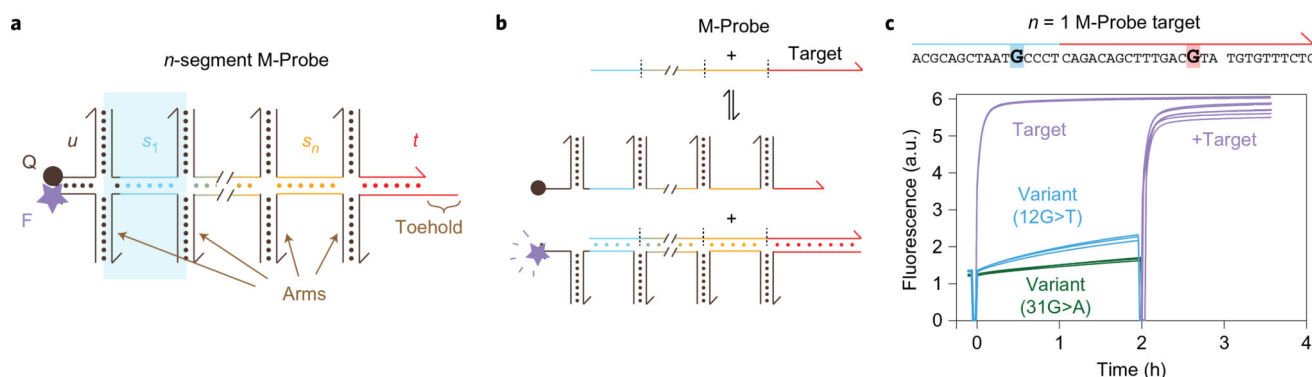 a
n-segment M-Probe
u
s1
sn
t
Q
F
Toehold
Arms
b
M-Probe
+
Target
+
c
n = 1 M-Probe target
ACGCAGCTAATGCCCTCAGACAGCTTTGACGTA TGTGTTTCTC
6
5
4
3
2
1
0
Fluorescence (a.u.)
Target
+Target
Variant
(12G>T)
Variant
(31G>A)
0
1
2
3
4
Time (h)